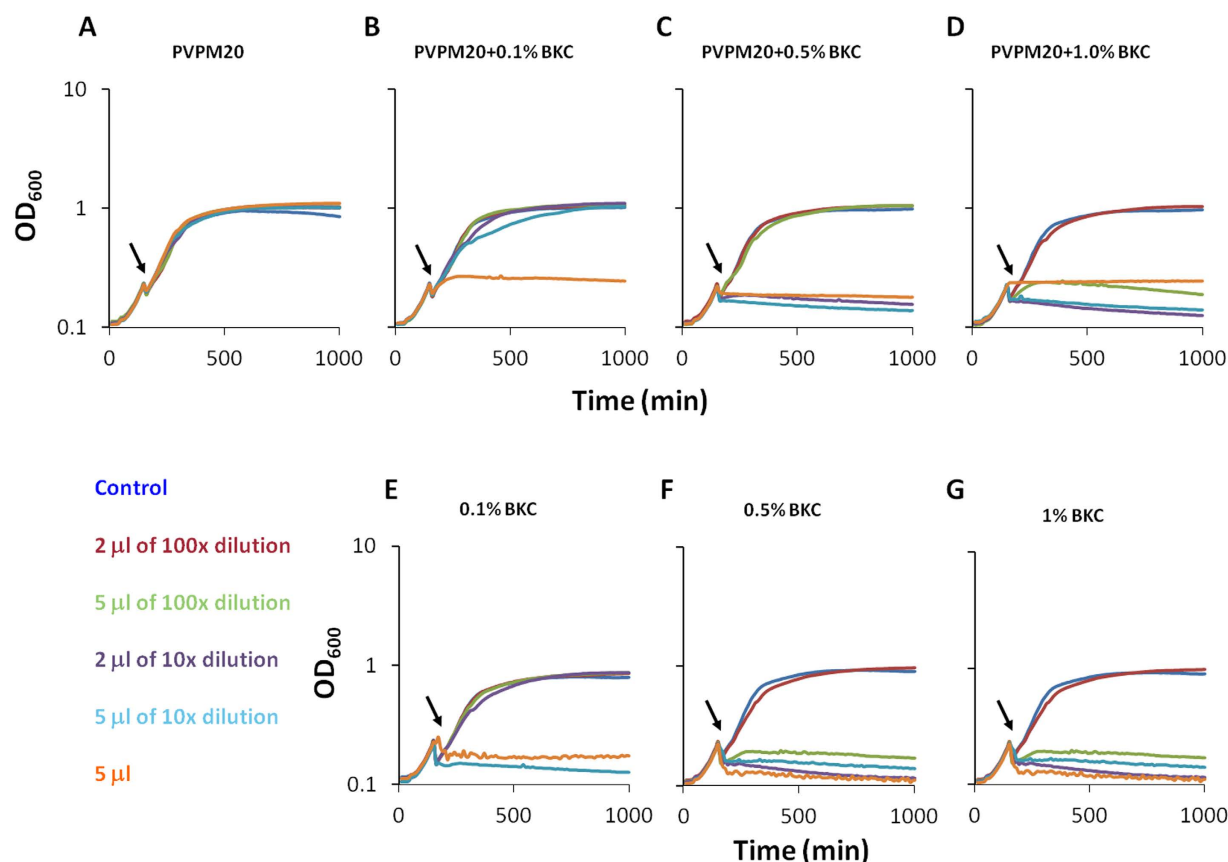 A
PVPM20
B
PVPM20+0.1% BKC
C
PVPM20+0.5% BKC
D
PVPM20+1.0% BKC
OD600
10
1
0.1
0 500 1000
0 500 1000
0 500 1000
0 500 1000
Time (min)
Control
2 µl of 100x dilution
5 µl of 100x dilution
2 µl of 10x dilution
5 µl of 10x dilution
5 µl
E
0.1% BKC
F
0.5% BKC
G
1% BKC
OD600
10
1
0.1
0 500 1000
0 500 1000
0 500 1000
Time (min)